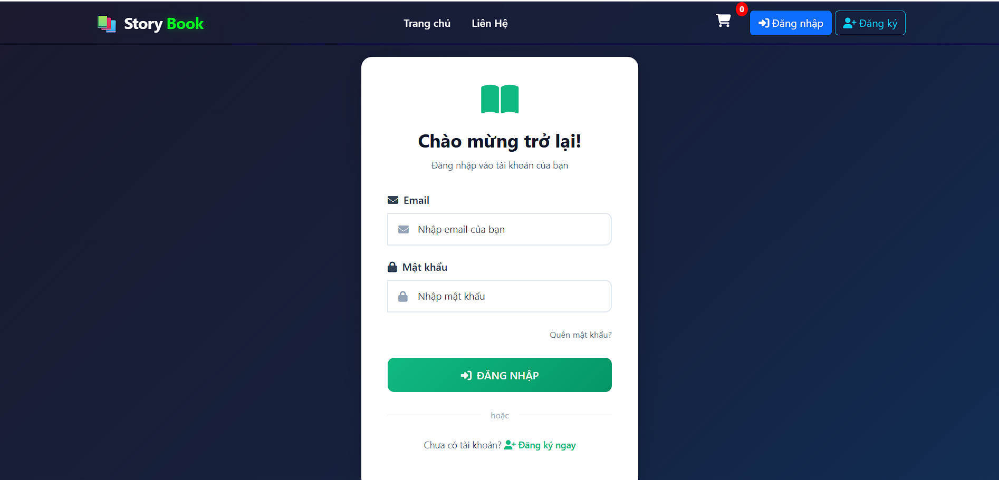 Story Book
Trang chủ
Liên Hệ
0
Đăng nhập
Đăng ký
Chào mừng trở lại!
Đăng nhập vào tài khoản của bạn
Email
Nhập email của bạn
Mật khẩu
Nhập mật khẩu
Quên mật khẩu?
ĐĂNG NHẬP
hoặc
Chưa có tài khoản? Đăng ký ngay